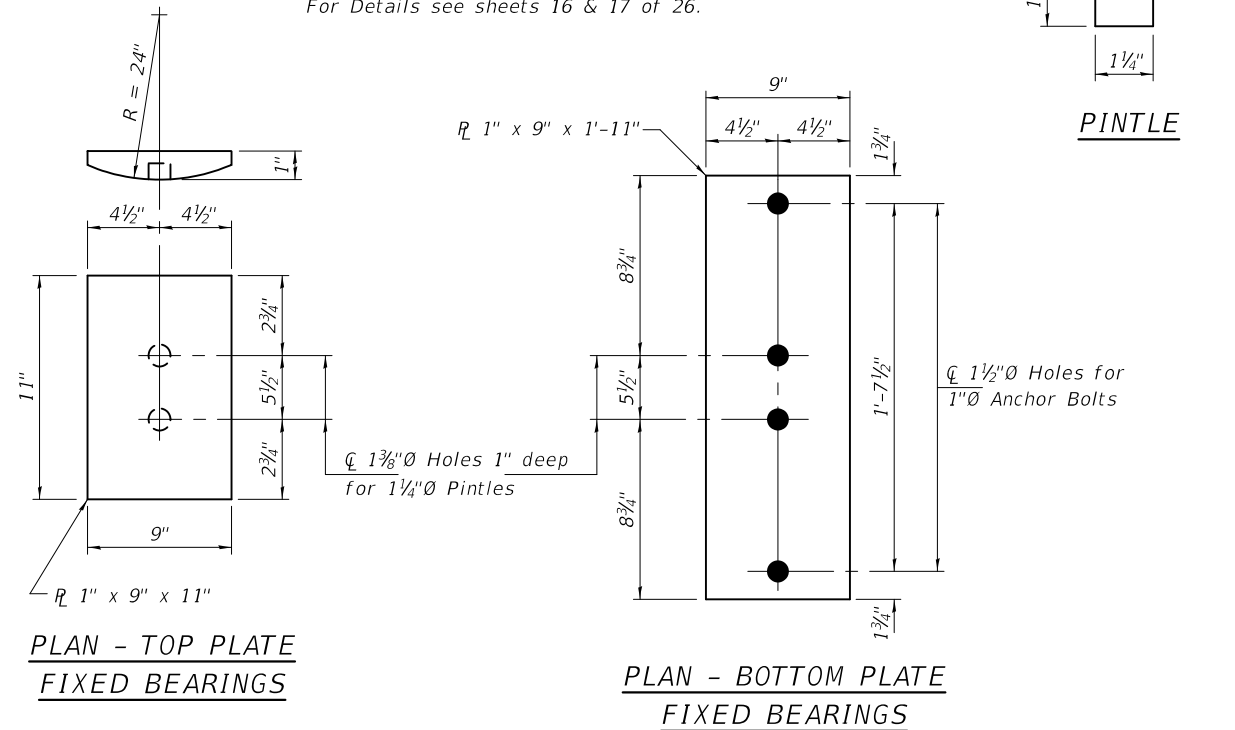 For Details see sheets 16 & 17 of 26.
R = 24"
1"
4½" 4½"
11"
2¾"
5½"
2¾"
9"
℄ 1⅜"Ø Holes 1" deep
for 1¼"Ø Pintles
PL 1" x 9" x 11"
PLAN - TOP PLATE
FIXED BEARINGS
PL 1" x 9" x 1'-11"
9"
4½" 4½"
1¾"
8¾"
5½"
8¾"
1'-7½"
1¾"
℄ 1½"Ø Holes for
1"Ø Anchor Bolts
PLAN - BOTTOM PLATE
FIXED BEARINGS
1¼"
PINTLE